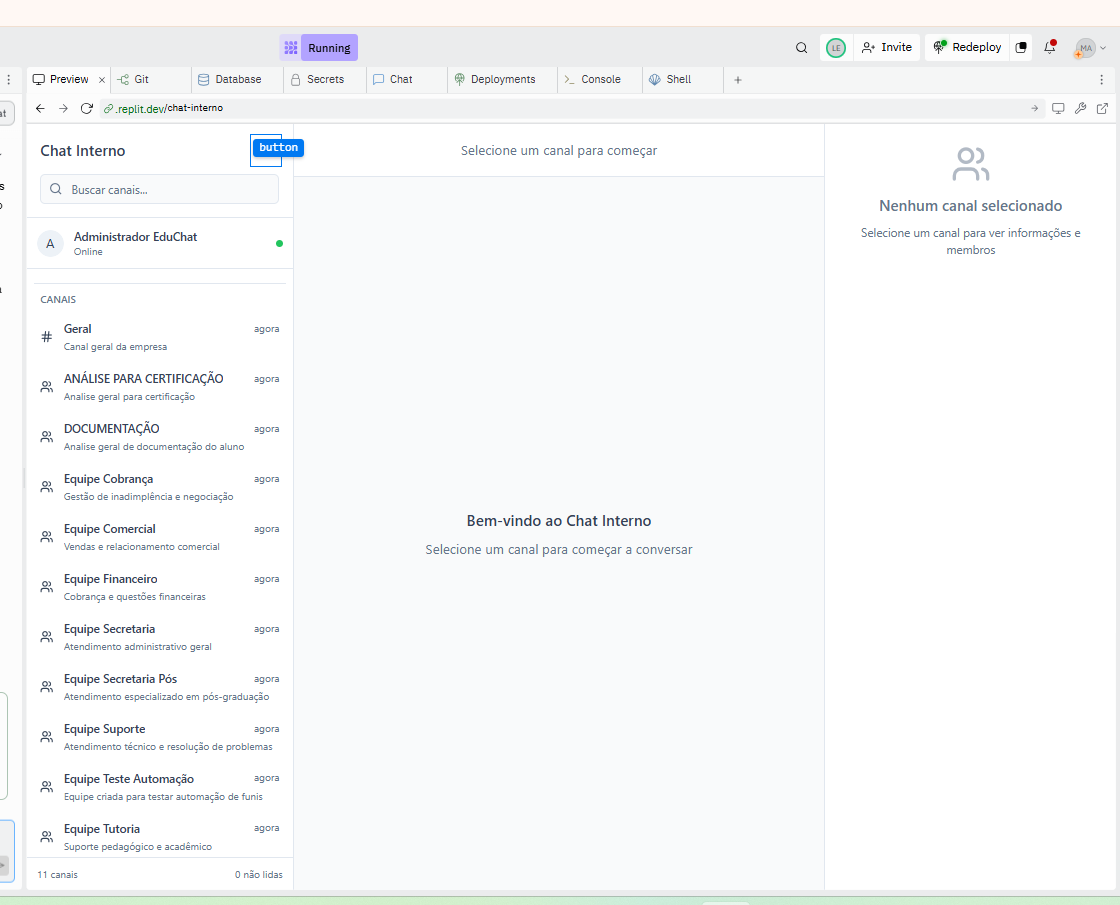 Running
LE
Invite
Redeploy
MA
Preview
Git
Database
Secrets
Chat
Deployments
Console
Shell
at
.replit.dev/chat-interno
Chat Interno
button
Buscar canais...
A
Administrador EduChat
Online
CANAIS
Geral
agora
Canal geral da empresa
ANÁLISE PARA CERTIFICAÇÃO
agora
Analise geral para certificação
DOCUMENTAÇÃO
agora
Analise geral de documentação do aluno
Equipe Cobrança
agora
Gestão de inadimplência e negociação
Equipe Comercial
agora
Vendas e relacionamento comercial
Equipe Financeiro
agora
Cobrança e questões financeiras
Equipe Secretaria
agora
Atendimento administrativo geral
Equipe Secretaria Pós
agora
Atendimento especializado em pós-graduação
Equipe Suporte
agora
Atendimento técnico e resolução de problemas
Equipe Teste Automação
agora
Equipe criada para testar automação de funis
Equipe Tutoria
agora
Suporte pedagógico e acadêmico
11 canais
0 não lidas
Selecione um canal para começar
Bem-vindo ao Chat Interno
Selecione um canal para começar a conversar
Nenhum canal selecionado
Selecione um canal para ver informações e
membros